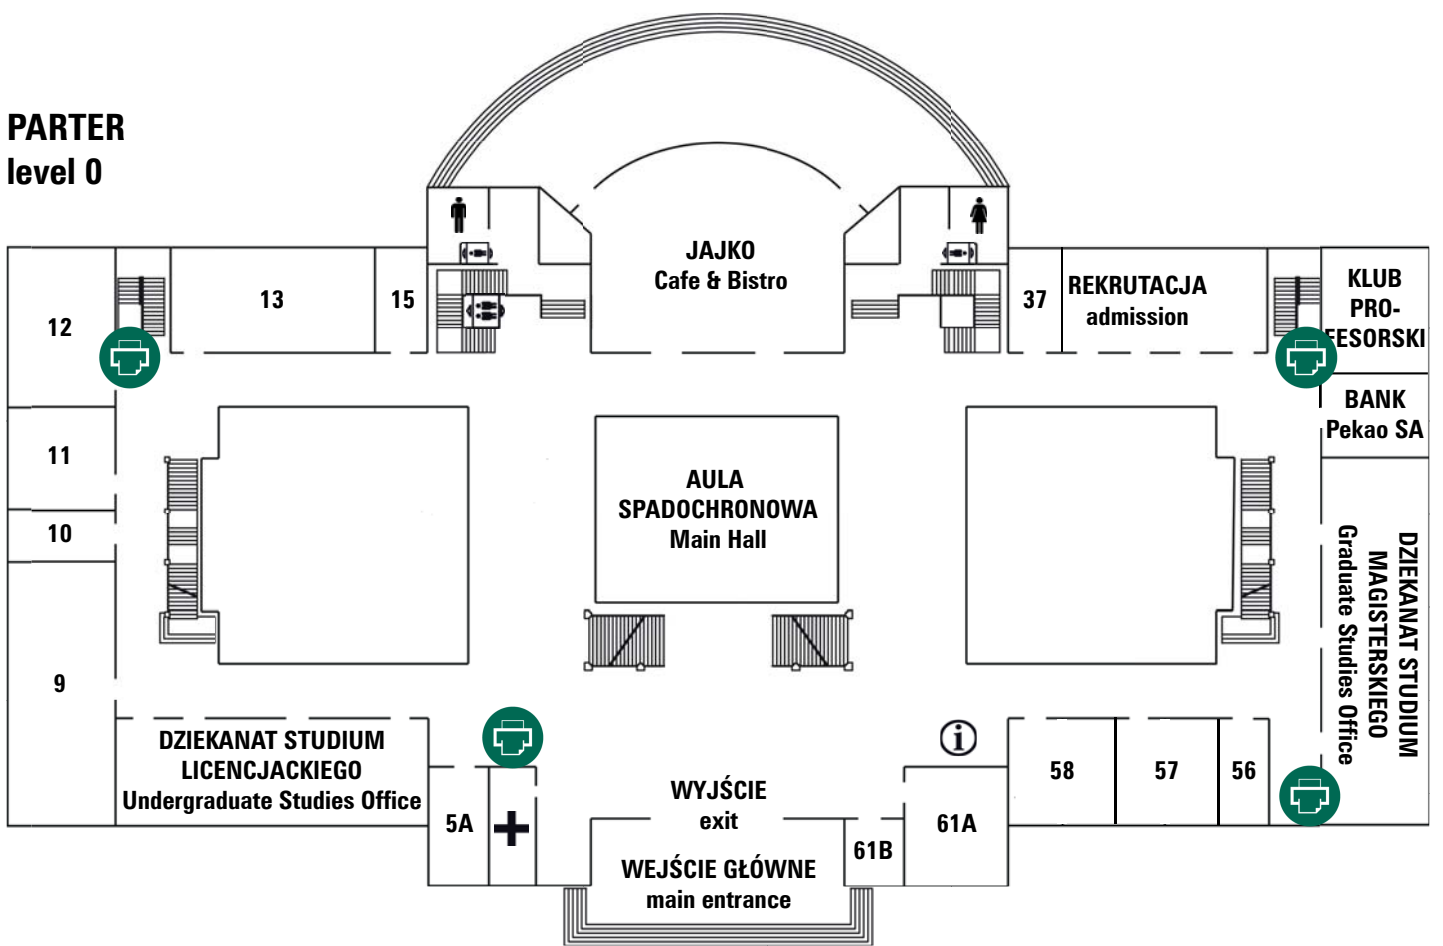 PARTER
level 0
JAJKO
Cafe & Bistro
12
13
15
37
REKRUTACJA
admission
KLUB
PRO-
FESORSKI
BANK
Pekao SA
11
10
9
AULA
SPADOCHRONOWA
Main Hall
DZIEKANAT STUDIUM
MAGISTERSKIEGO
Graduate Studies Office
DZIEKANAT STUDIUM
LICENCJACKIEGO
Undergraduate Studies Office
5A
WYJŚCIE
exit
WEJŚCIE GŁÓWNE
main entrance
61B
61A
58
57
56